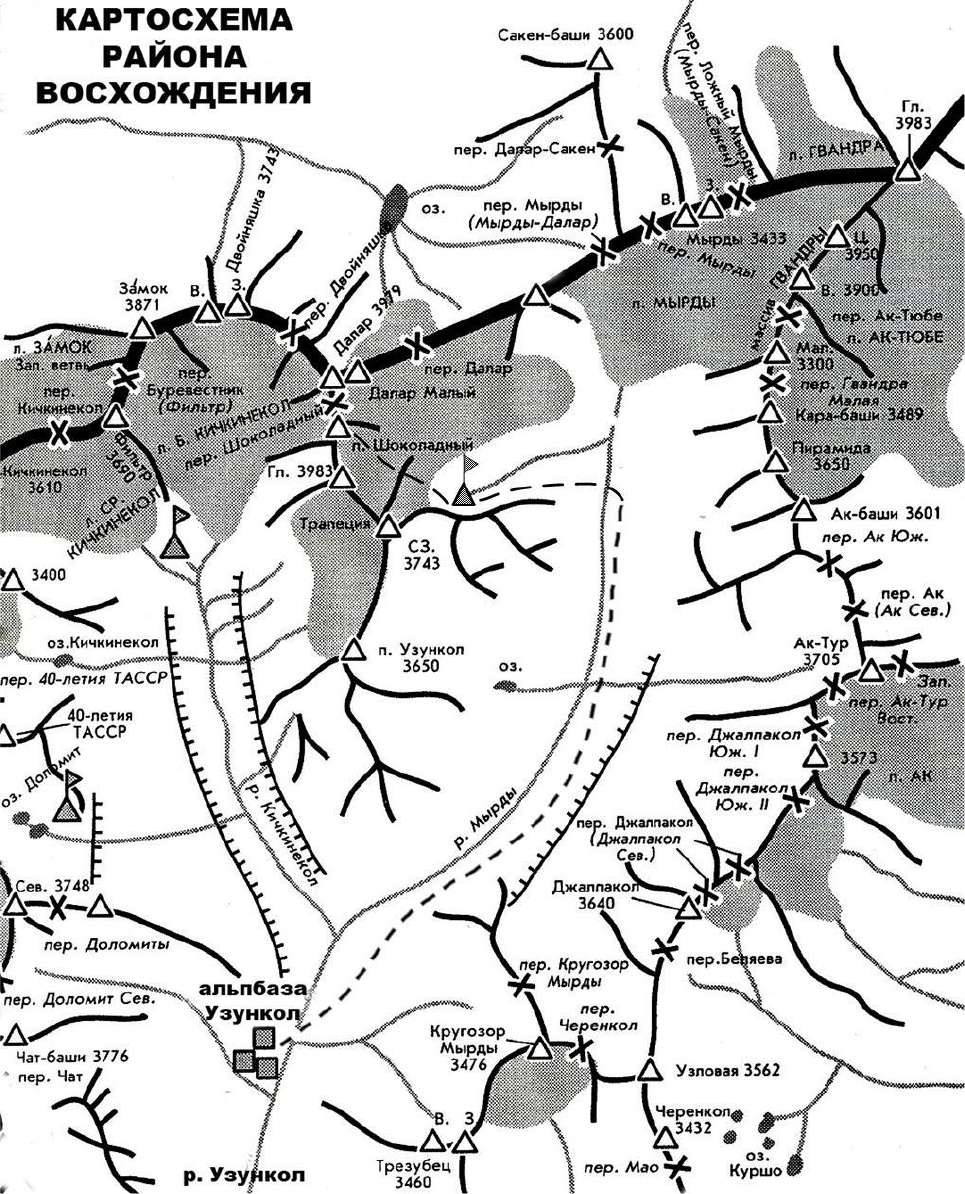 КАРТОСХЕМА
РАЙОНА
ВОСХОЖДЕНИЯ
Сакен-баши 3600
пер. Ложный Мырды
(Мырды-Сакен)
Гл.
3983
пер. Далар-Сакен
л. ГВАНДРА
Двойняшка 3743
оз.
пер. Мырды
(Мырды-Далар)
В.
З.
Мырды 3433
пер. Мырды
Ц.
3950
массив ГВАНДРЫ
В. 3900
Замок
3871
В.
З.
пер. Двойняшка
Далар 3979
л. МЫРДЫ
пер. Ак-Тюбе
л. АК-ТЮБЕ
л. ЗАМОК
Зап. ветвь
Мал.
3300
пер.
Кичкинекол
пер.
Буревестник
(Фильтр)
пер. Далар
Далар Малый
пер. Гвандра
Малая
Кара-баши 3489
л. Б. КИЧКИНЕКОЛ
пер. Шоколадный
п. Шоколадный
Фильтр
3690
Кичкинекол
3610
Гл. 3983
Пирамида
3650
л. СР.
КИЧКИНЕКОЛ
Трапеция
СЗ.
3743
Ак-баши 3601
пер. Ак Юж.
3400
пер. Ак
(Ак Сев.)
оз.Кичкинекол
п. Узункол
3650
оз.
Ак-Тур
3705
пер. 40-летия ТАССР
Зап.
пер. Ак-Тур
Вост.
40-летия
ТАССР
пер. Джалпакол
Юж. I
3573
л. АК
пер.
Джалпакол
Юж. II
оз. Доломит
р. Кичкинекол
р. Мырды
пер. Джалпакол
(Джалпакол
Сев.)
Сев. 3748
Джалпакол
3640
пер. Доломиты
пер.Беляева
пер. Кругозор
Мырды
пер. Доломит Сев.
альпбаза
Узункол
пер.
Черенкол
Кругозор
Мырды
3476
Чат-баши 3776
пер. Чат
Узловая 3562
В.
З
Черенкол
3432
Трезубец
3460
р. Узункол
пер. Мао
оз.
Куршо